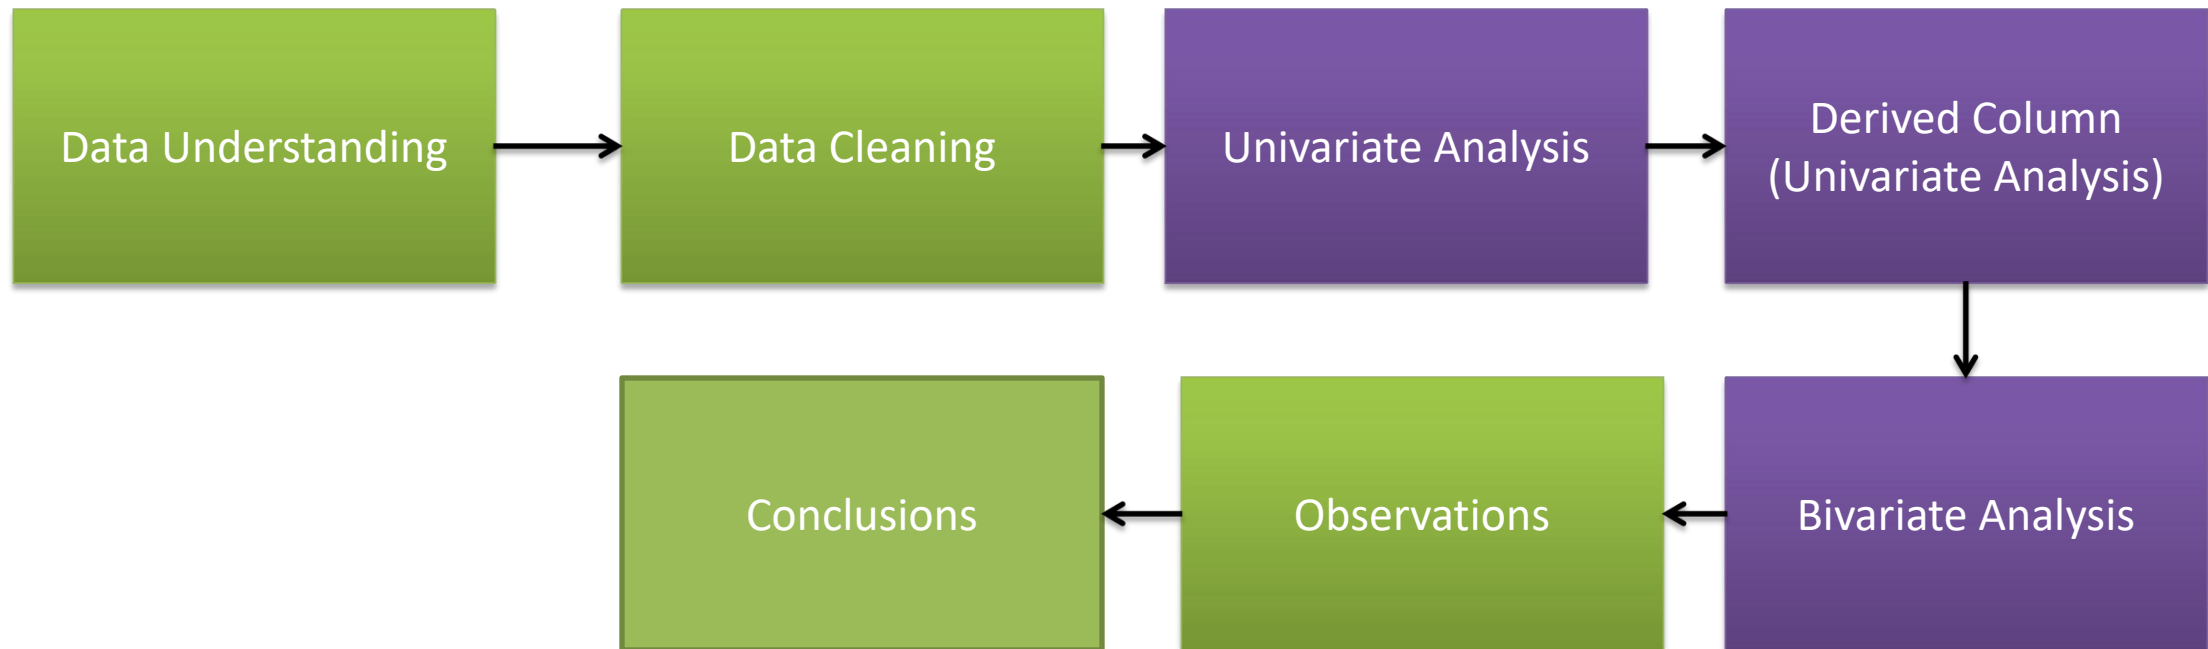 Data Understanding
Data Cleaning
Univariate Analysis
Derived Column
(Univariate Analysis)
Bivariate Analysis
Observations
Conclusions